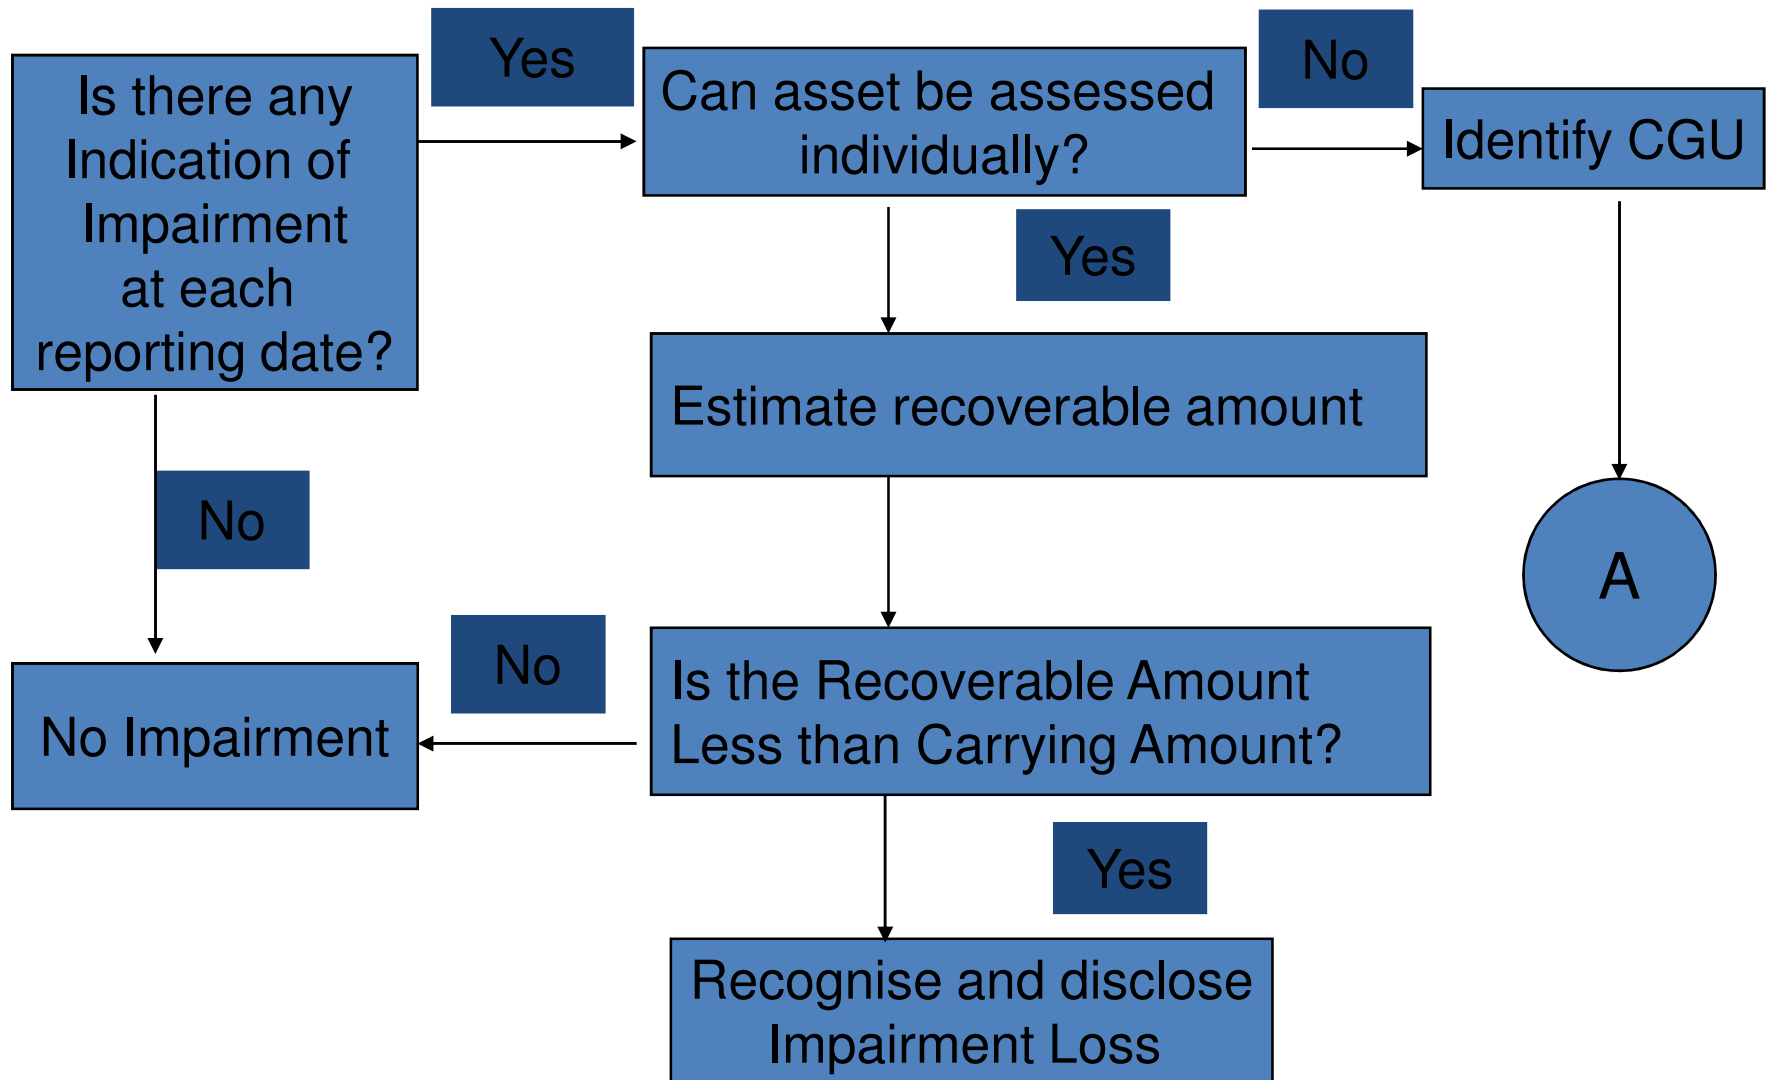 Yes
No
Is there any
Indication of
Impairment
at each
reporting date?
Can asset be assessed
individually?
Identify CGU
Yes
Estimate recoverable amount
No
A
No
Is the Recoverable Amount
Less than Carrying Amount?
No Impairment
Yes
Recognise and disclose
Impairment Loss